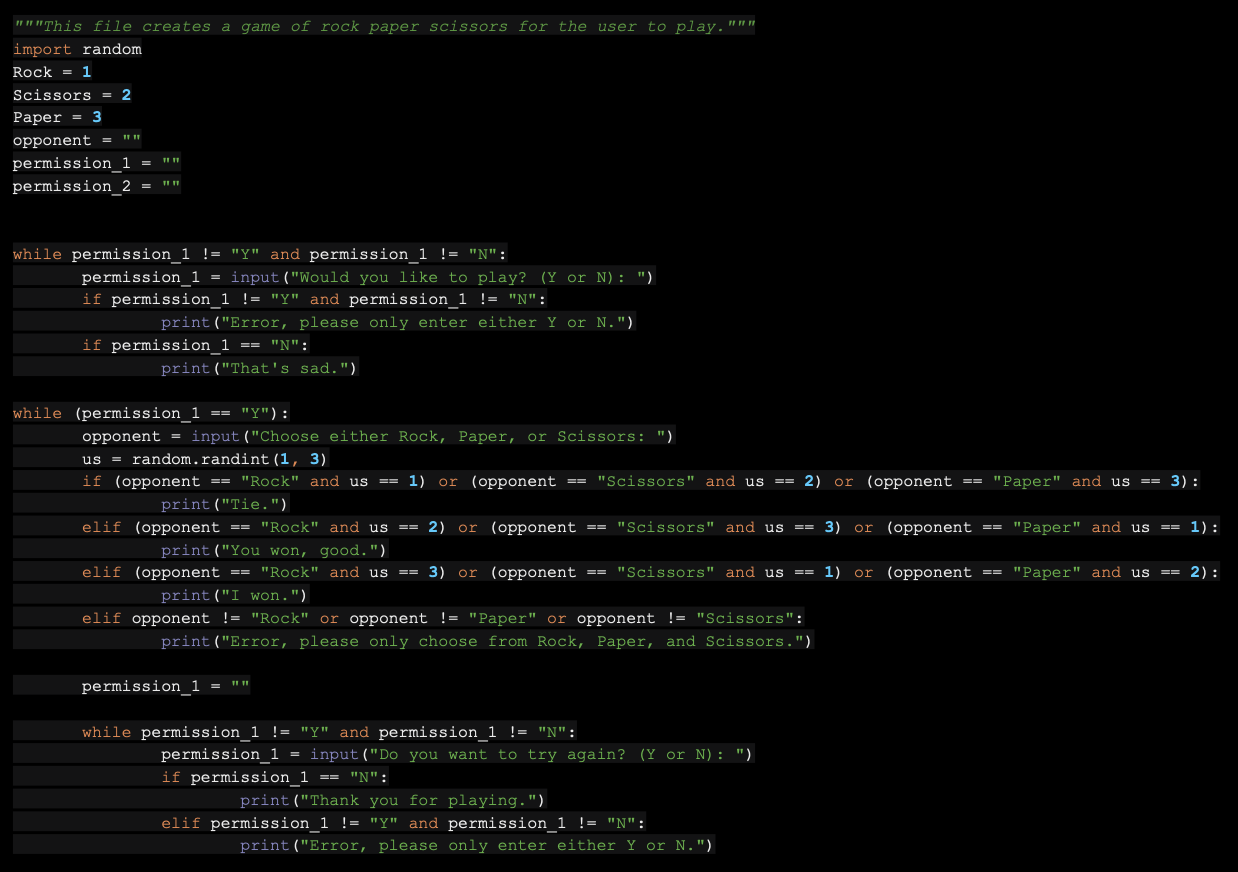 """This file creates a game of rock paper scissors for the user to play."""
import random
Rock = 1
Scissors = 2
Paper = 3
opponent = ""
permission_1 = ""
permission_2 = ""
while permission_1 != "Y" and permission_1 != "N":
        permission_1 = input("Would you like to play? (Y or N): ")
        if permission_1 != "Y" and permission_1 != "N":
                print("Error, please only enter either Y or N.")
        if permission_1 == "N":
                print("That's sad.")
while (permission_1 == "Y"):
        opponent = input("Choose either Rock, Paper, or Scissors: ")
        us = random.randint(1, 3)
        if (opponent == "Rock" and us == 1) or (opponent == "Scissors" and us == 2) or (opponent == "Paper" and us == 3):
                print("Tie.")
        elif (opponent == "Rock" and us == 2) or (opponent == "Scissors" and us == 3) or (opponent == "Paper" and us == 1):
                print("You won, good.")
        elif (opponent == "Rock" and us == 3) or (opponent == "Scissors" and us == 1) or (opponent == "Paper" and us == 2):
                print("I won.")
        elif opponent != "Rock" or opponent != "Paper" or opponent != "Scissors":
                print("Error, please only choose from Rock, Paper, and Scissors.")
        permission_1 = ""
        while permission_1 != "Y" and permission_1 != "N":
                permission_1 = input("Do you want to try again? (Y or N): ")
                if permission_1 == "N":
                        print("Thank you for playing.")
                elif permission_1 != "Y" and permission_1 != "N":
                        print("Error, please only enter either Y or N.")